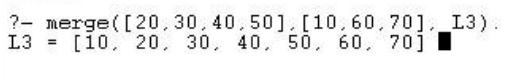 ?- merge([20,30,40,50],[10,60,70], L3).
L3 = [10, 20, 30, 40, 50, 60, 70]